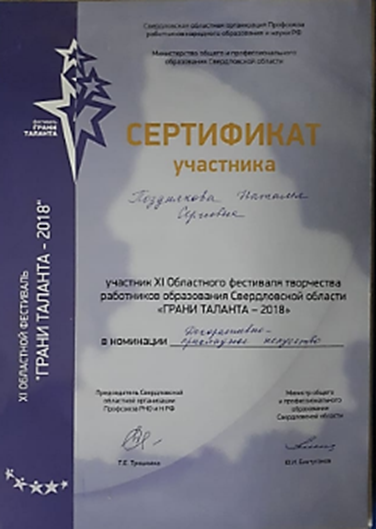 Свердловская областная организация Профсоюза
работников народного образования и науки РФ
Министерство общего и профессионального
образования Свердловской области
фестиваль
ГРАНИ
ТАЛАНТА
СЕРТИФИКАТ
участника
Наталья
Сергеевна
участник XI Областного фестиваля творчества
работников образования Свердловской области
«ГРАНИ ТАЛАНТА – 2018»
в номинации Декоративно-
прикладное искусство
Председатель Свердловской
областной организации
Профсоюза РНО и Н РФ
Министр общего
и профессионального
образования
Свердловской области
Т.Е. Трошкина
Ю.И. Биктуганов
XI ОБЛАСТНОЙ ФЕСТИВАЛЬ
"ГРАНИ ТАЛАНТА - 2018"